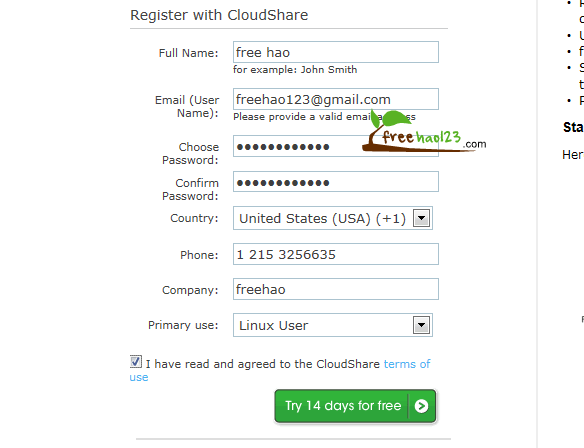 Register with CloudShare
Full Name: free hao
for example: John Smith
Email (User Name): freehao123@gmail.com
Please provide a valid email address
freehao123.com
Choose Password: ●●●●●●●●●●●●
Confirm Password: ●●●●●●●●●●●●
Country: United States (USA) (+1)
Phone: 1 215 3256635
Company: freehao
Primary use: Linux User
I have read and agreed to the CloudShare terms of
use
Try 14 days for free
Sta
Her